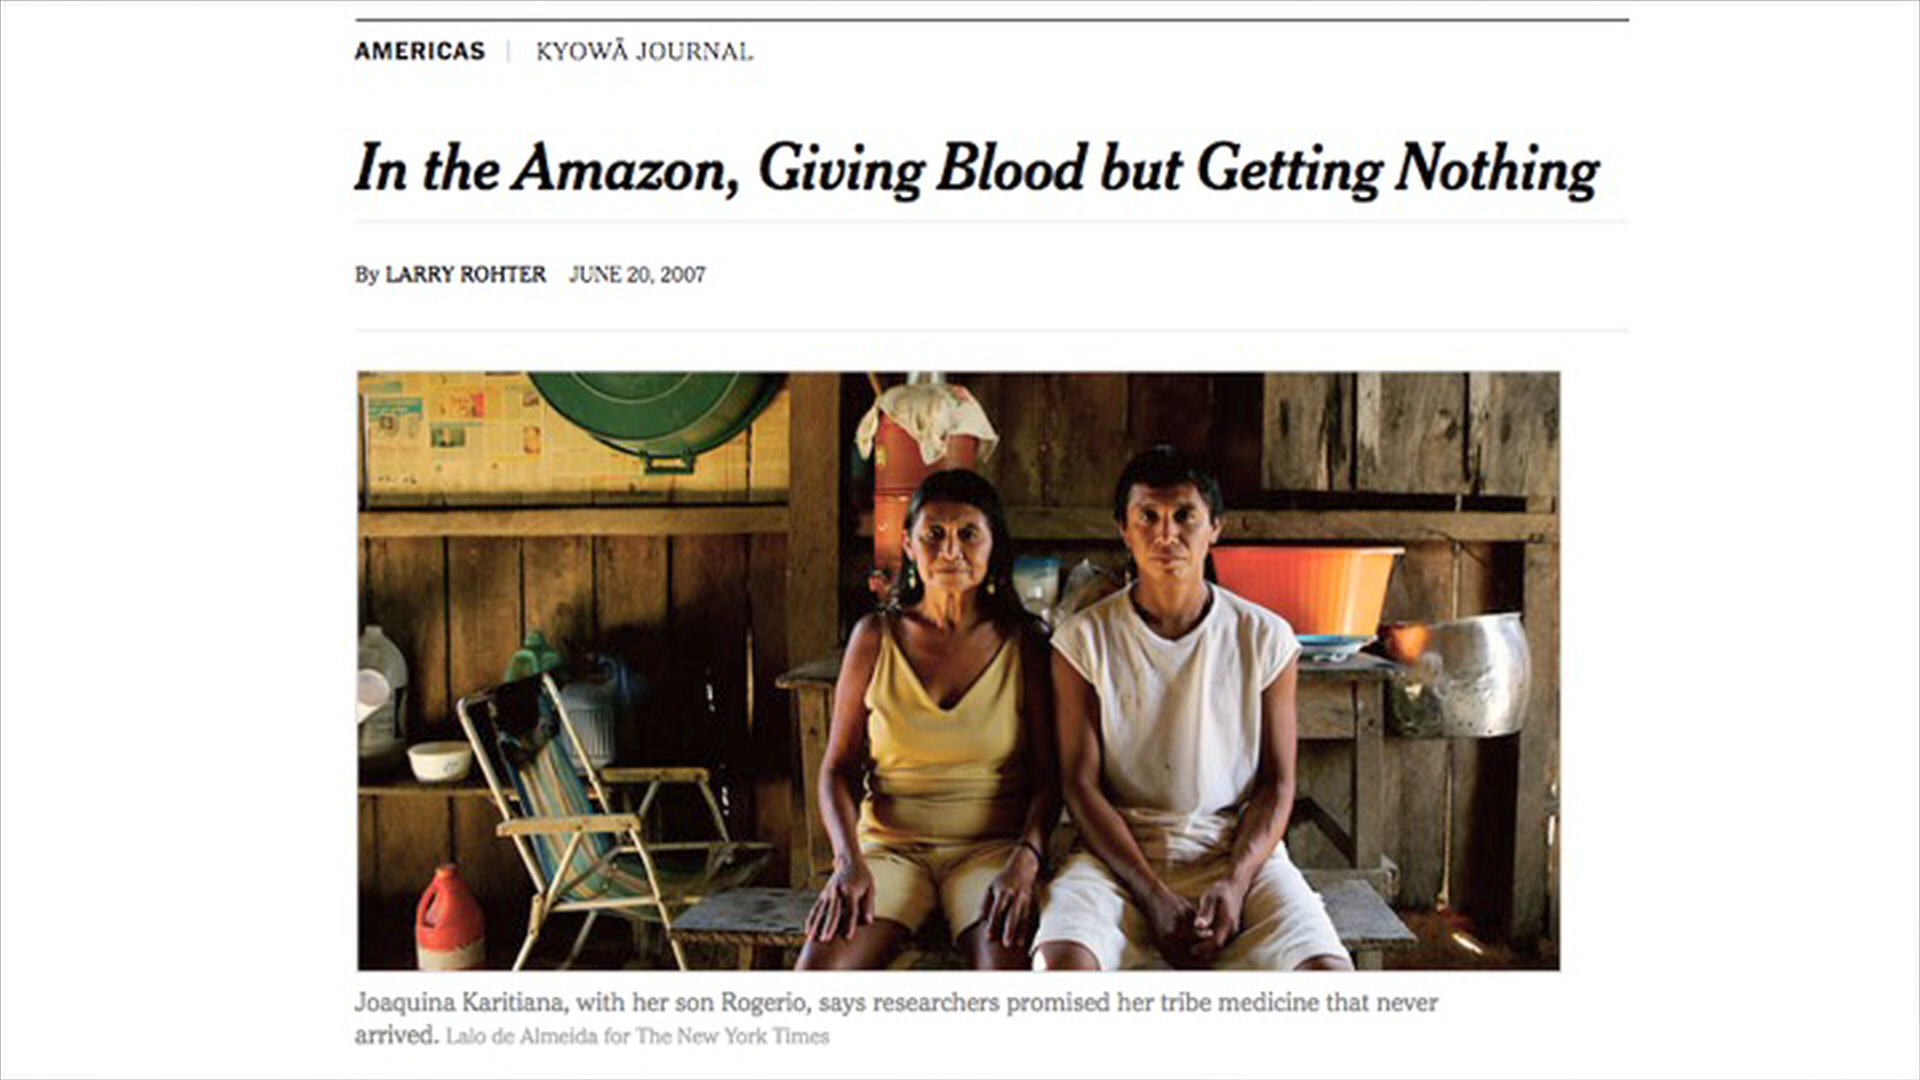 AMERICAS | KYOWÃ JOURNAL
In the Amazon, Giving Blood but Getting Nothing
By LARRY ROHTER JUNE 20, 2007
Joaquina Karitiana, with her son Rogerio, says researchers promised her tribe medicine that never
arrived. Lalo de Almeida for The New York Times